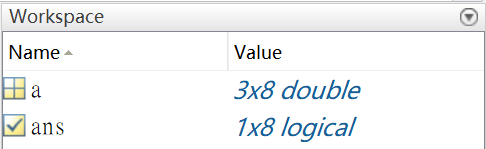 Workspace
Name Value
a 3x8 double
ans 1x8 logical